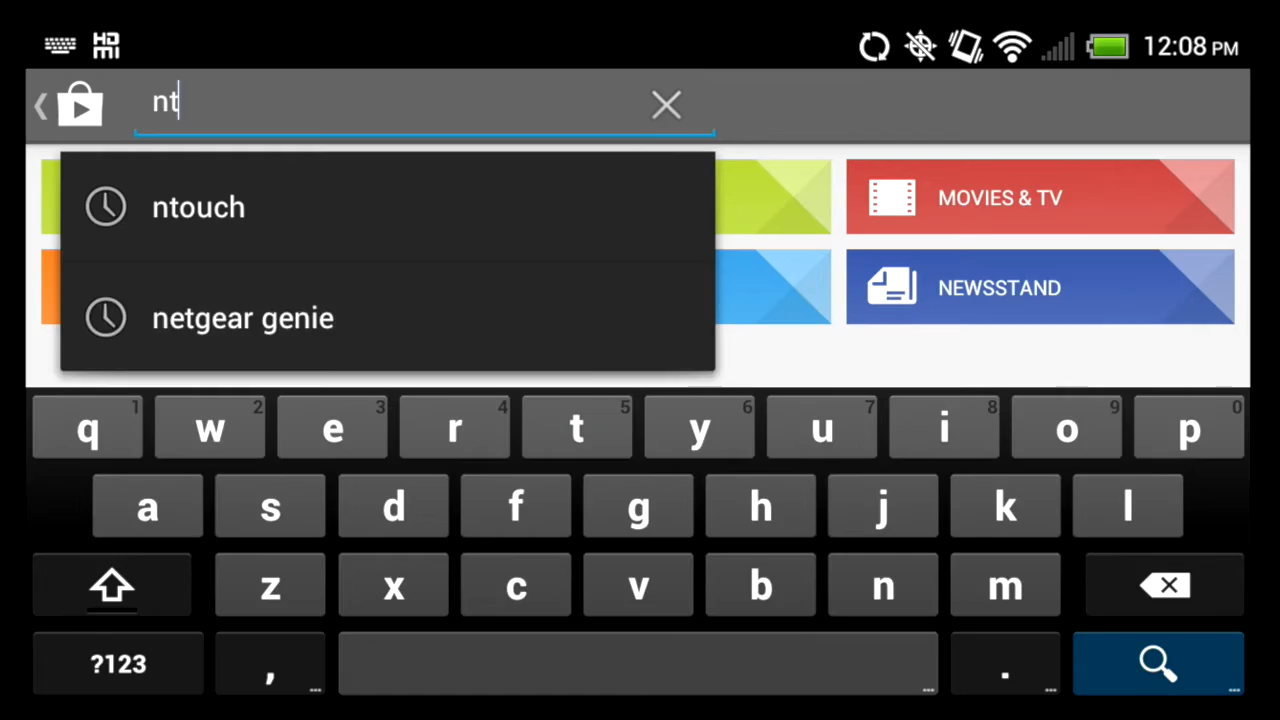 HDMI 12:08 PM
nt
ntouch
netgear genie
MOVIES & TV
NEWSSTAND
q 1 w 2 e 3 r 4 t 5 y 6 u 7 i 8 o 9 p 0
a s d f g h j k l
z x c v b n m
?123 , ... ... . ... ...